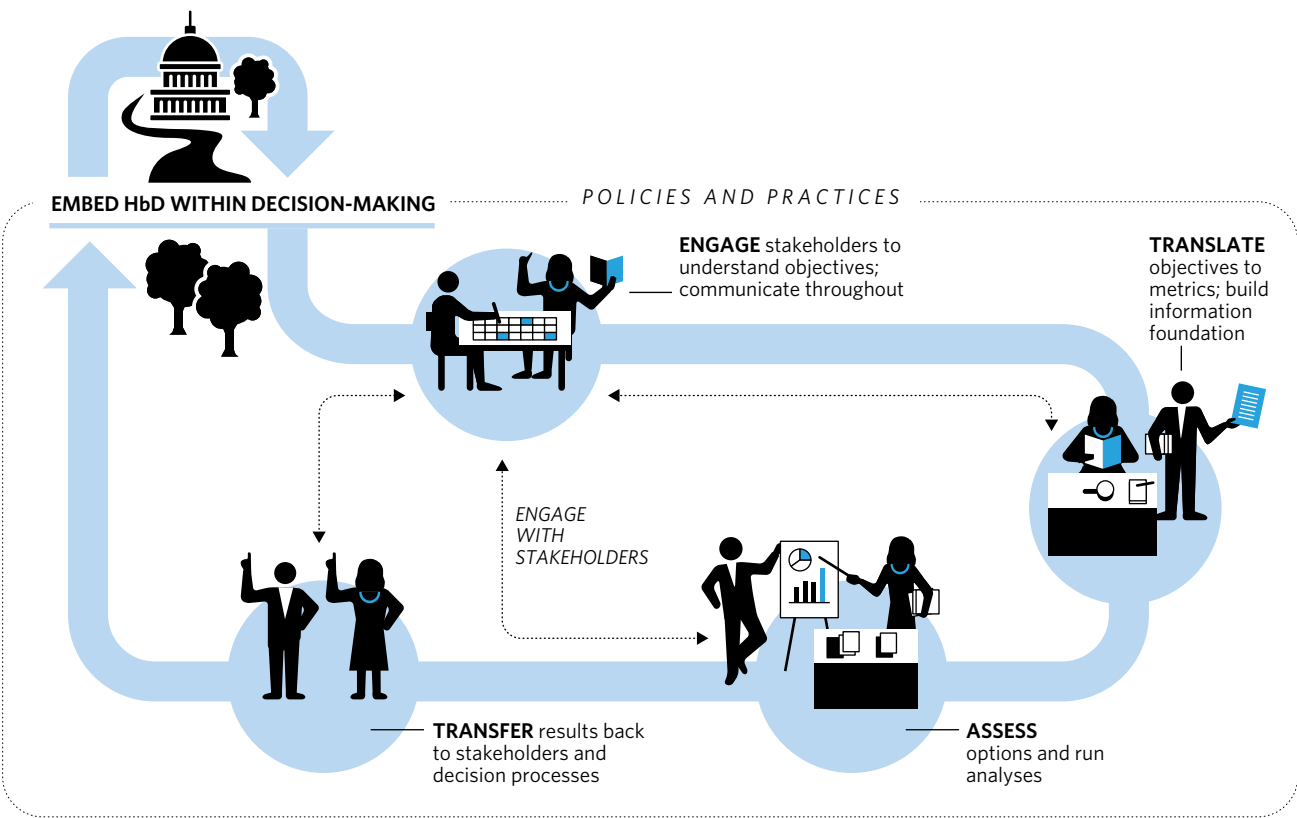 EMBED HbD WITHIN DECISION-MAKING
POLICIES AND PRACTICES
ENGAGE stakeholders to
understand objectives;
communicate throughout
TRANSLATE
objectives to
metrics; build
information
foundation
ENGAGE
WITH
STAKEHOLDERS
TRANSFER results back
to stakeholders and
decision processes
ASSESS
options and run
analyses